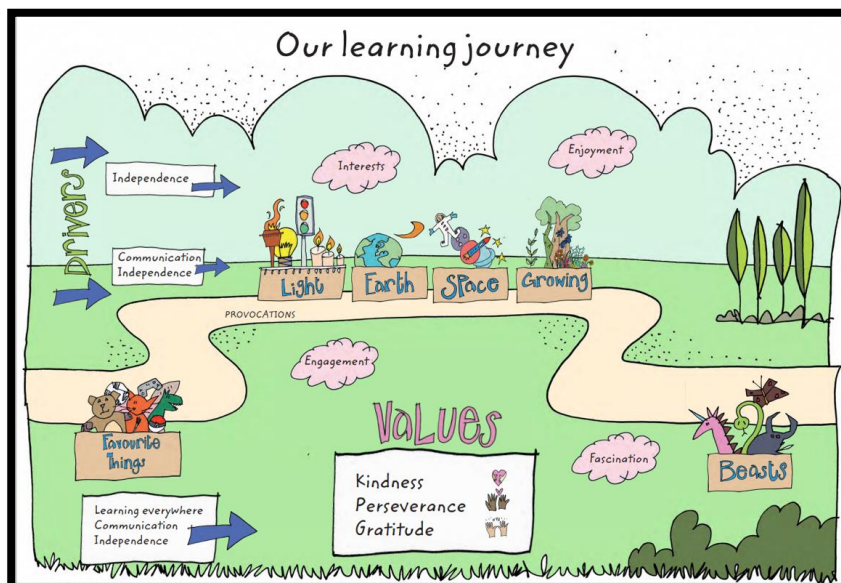 Our learning journey
Interests
Enjoyment
Drivers
Independence
Communication
Independence
Light
Earth
Space
Growing
PROVOCATIONS
Engagement
Favourite
Things
VaLUES
Fascination
Beasts
Kindness
Perseverance
Gratitude
Learning everywhere
Communication
Independence